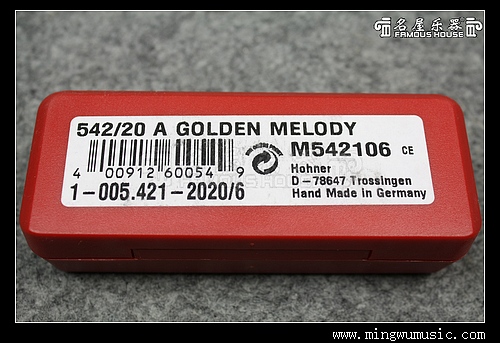 名屋乐器
FAMOUS HOUSE
542/20 A GOLDEN MELODY
M542106 CE
4 00912 60054 9
Hohner
D-78647 Trossingen
1-005.421-2020/6
Hand Made in Germany
www.mingwumusic.com